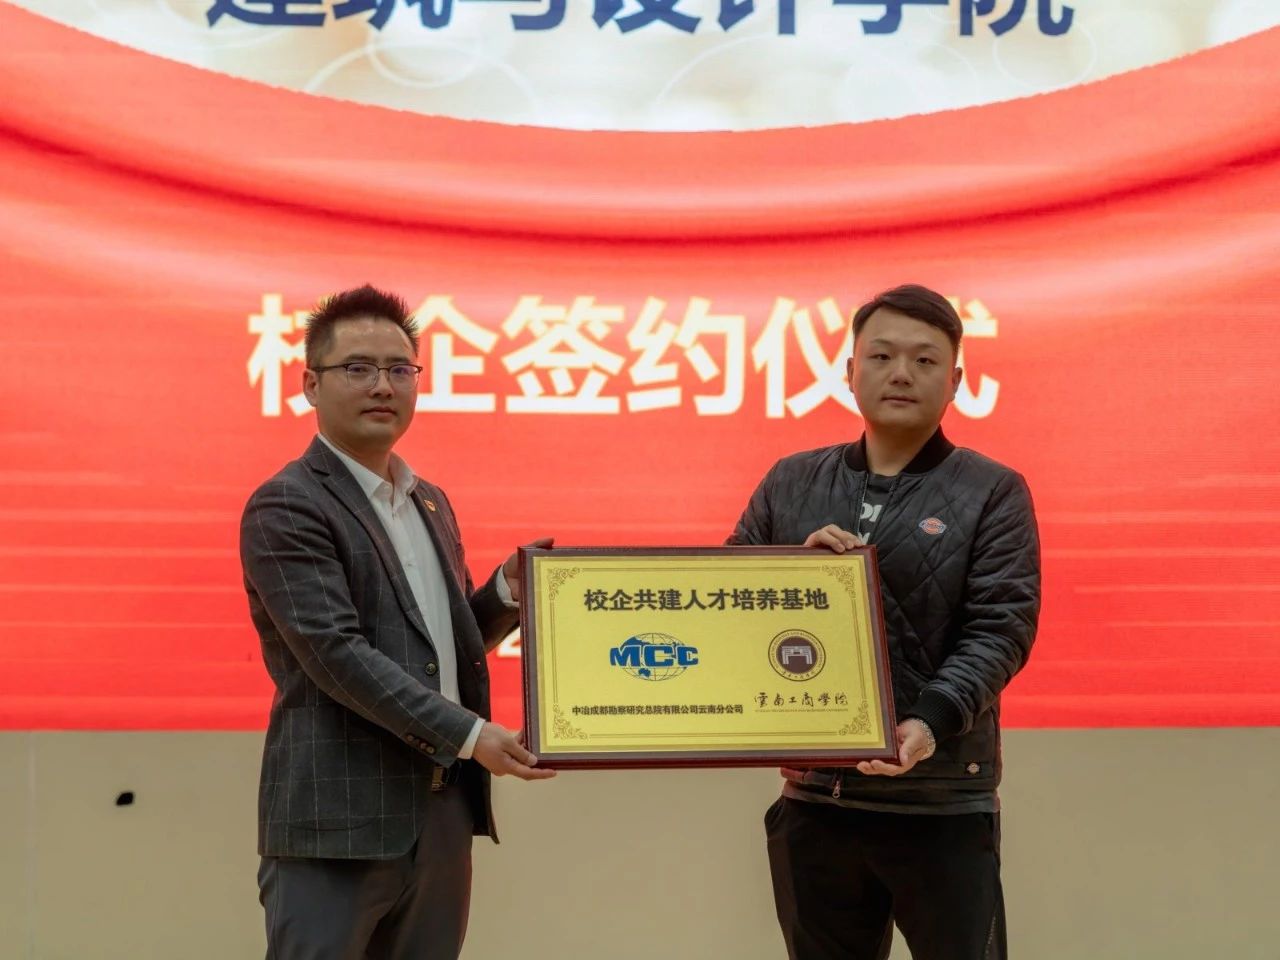 建筑与设计学院
校企签约仪式
校企共建人才培养基地
MCC
中冶成都勘察研究总院有限公司云南分公司
雲南工商學院